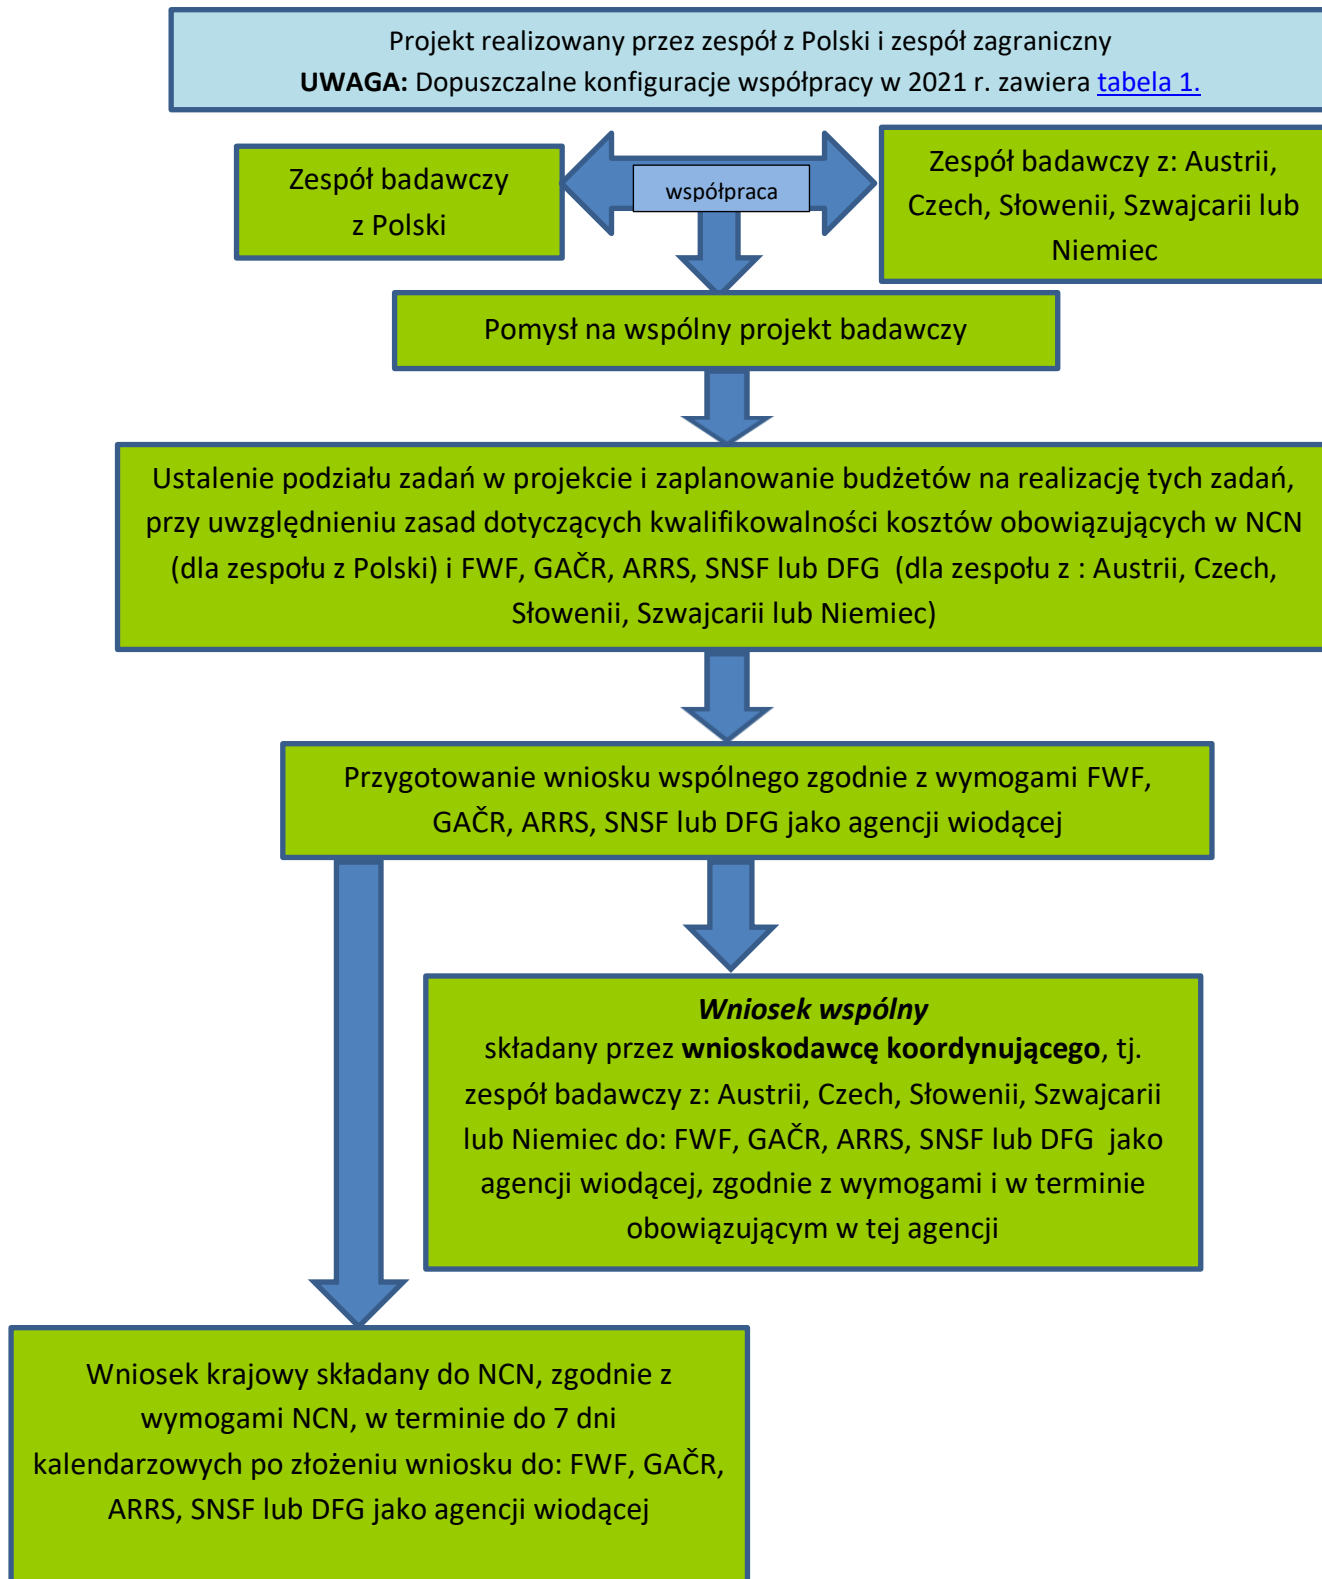 Projekt realizowany przez zespół z Polski i zespół zagraniczny
UWAGA: Dopuszczalne konfiguracje współpracy w 2021 r. zawiera tabela 1.
Zespół badawczy
z Polski
współpraca
Zespół badawczy z: Austrii,
Czech, Słowenii, Szwajcarii lub
Niemiec
Pomysł na wspólny projekt badawczy
Ustalenie podziału zadań w projekcie i zaplanowanie budżetów na realizację tych zadań,
przy uwzględnieniu zasad dotyczących kwalifikowalności kosztów obowiązujących w NCN
(dla zespołu z Polski) i FWF, GAČR, ARRS, SNSF lub DFG (dla zespołu z : Austrii, Czech,
Słowenii, Szwajcarii lub Niemiec)
Przygotowanie wniosku wspólnego zgodnie z wymogami FWF,
GAČR, ARRS, SNSF lub DFG jako agencji wiodącej
Wniosek wspólny
składany przez wnioskodawcę koordynującego, tj.
zespół badawczy z: Austrii, Czech, Słowenii, Szwajcarii
lub Niemiec do: FWF, GAČR, ARRS, SNSF lub DFG jako
agencji wiodącej, zgodnie z wymogami i w terminie
obowiązującym w tej agencji
Wniosek krajowy składany do NCN, zgodnie z
wymogami NCN, w terminie do 7 dni
kalendarzowych po złożeniu wniosku do: FWF, GAČR,
ARRS, SNSF lub DFG jako agencji wiodącej